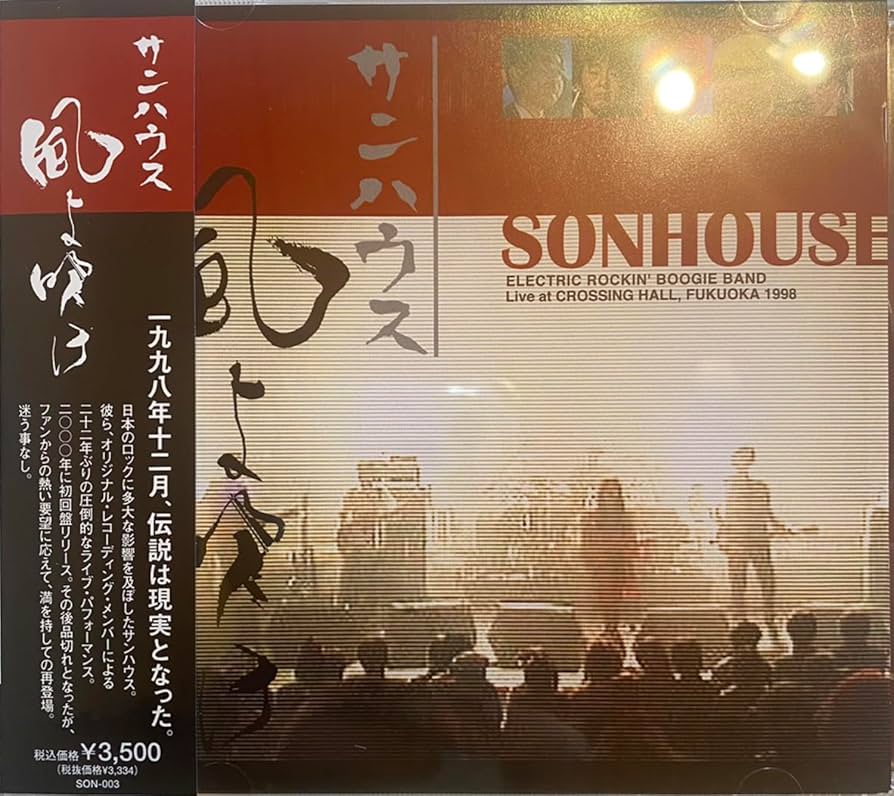 サンハウス
風よ吹け
一九九八年十二月、伝説は現実となった。
日本のロックに多大な影響を及ぼしたサンハウス。
彼ら、オリジナル・レコーディング・メンバーによる
二十二年ぶりの圧倒的なライブ・パフォーマンス。
二〇〇〇年に初回盤リリース。その後品切れとなったが、
ファンからの熱い要望に応えて、満を持しての再登場。
迷う事なし。
税込価格¥3,500
(税抜価格¥3,334)
SON-003
サンハウス
風よ吹け
SONHOUSE
ELECTRIC ROCKIN' BOOGIE BAND
Live at CROSSING HALL, FUKUOKA 1998